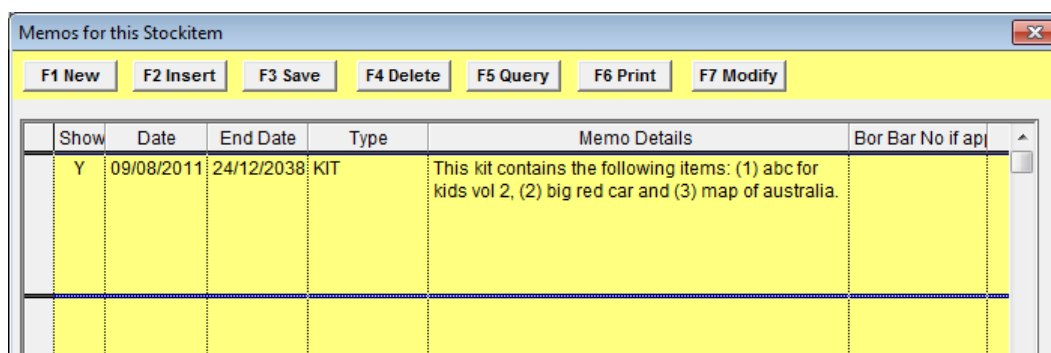 Memos for this Stockitem
F1 New F2 Insert F3 Save F4 Delete F5 Query F6 Print F7 Modify
Show Date End Date Type Memo Details Bor Bar No if app
Y 09/08/2011 24/12/2038 KIT This kit contains the following items: (1) abc for
kids vol 2, (2) big red car and (3) map of australia.